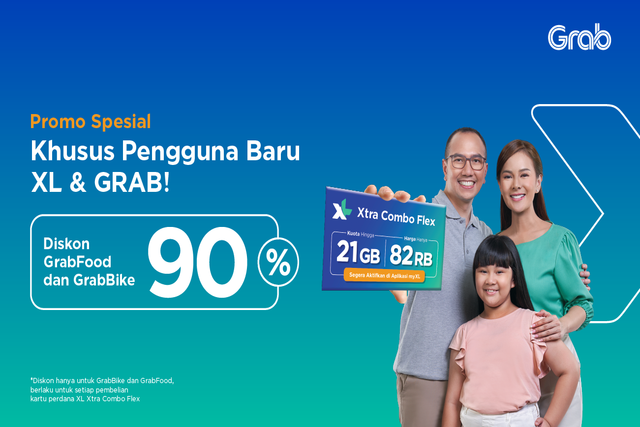 Grab
Promo Spesial
Khusus Pengguna Baru
XL & GRAB!
Diskon
GrabFood
dan GrabBike
90%
XL Xtra Combo Flex
Kuota Hingga
21GB
Harga Hanya
82RB
Segera Aktifkan di Aplikasi myXL
*Diskon hanya untuk GrabBike dan GrabFood,
berlaku untuk setiap pembelian
kartu perdana XL Xtra Combo Flex